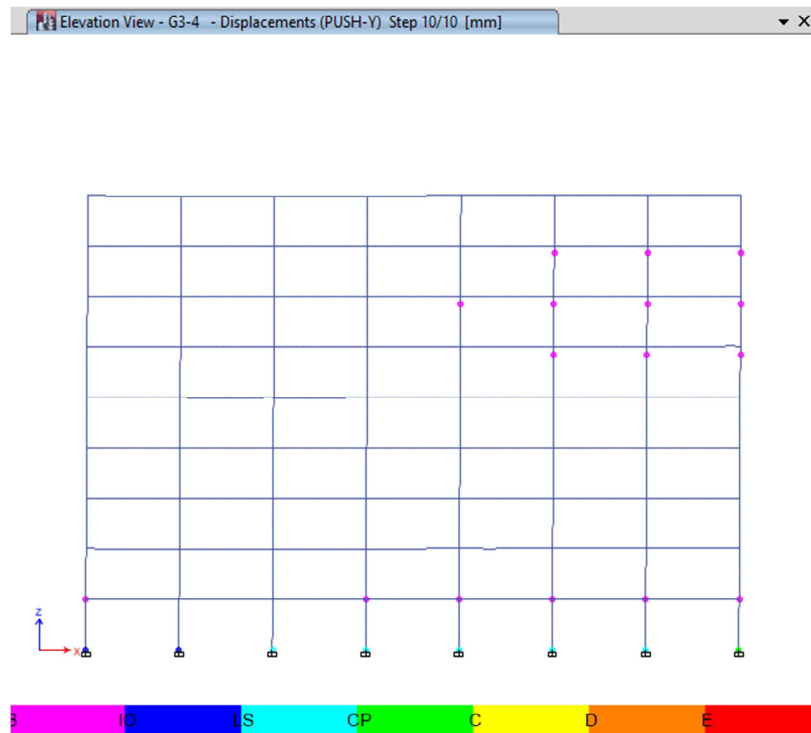 Elevation View - G3-4 - Displacements (PUSH-Y) Step 10/10 [mm]
Z
X
B IO LS CP C D E